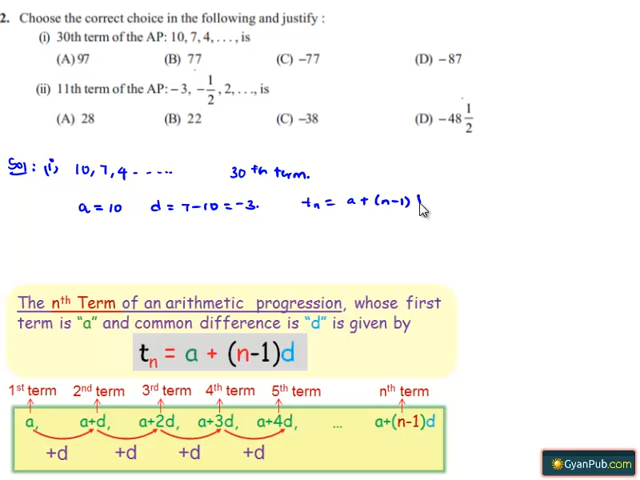 2. Choose the correct choice in the following and justify :
(i) 30th term of the AP: 10, 7, 4, . . . , is
(A) 97 (B) 77 (C) –77 (D) – 87
(ii) 11th term of the AP: – 3, –1/2, 2, . . ., is
(A) 28 (B) 22 (C) –38 (D) –48 1/2
Sol : (i) 10, 7, 4 - - . . . . 30 th term.
a = 10 d = 7-10 = -3. tn = a + (n-1)
The nth Term of an arithmetic progression, whose first
term is "a" and common difference is "d" is given by
tn = a + (n-1)d
1st term 2nd term 3rd term 4th term 5th term nth term
a, a+d, a+2d, a+3d, a+4d, ... a+(n-1)d
+d +d +d +d
GyanPub.com